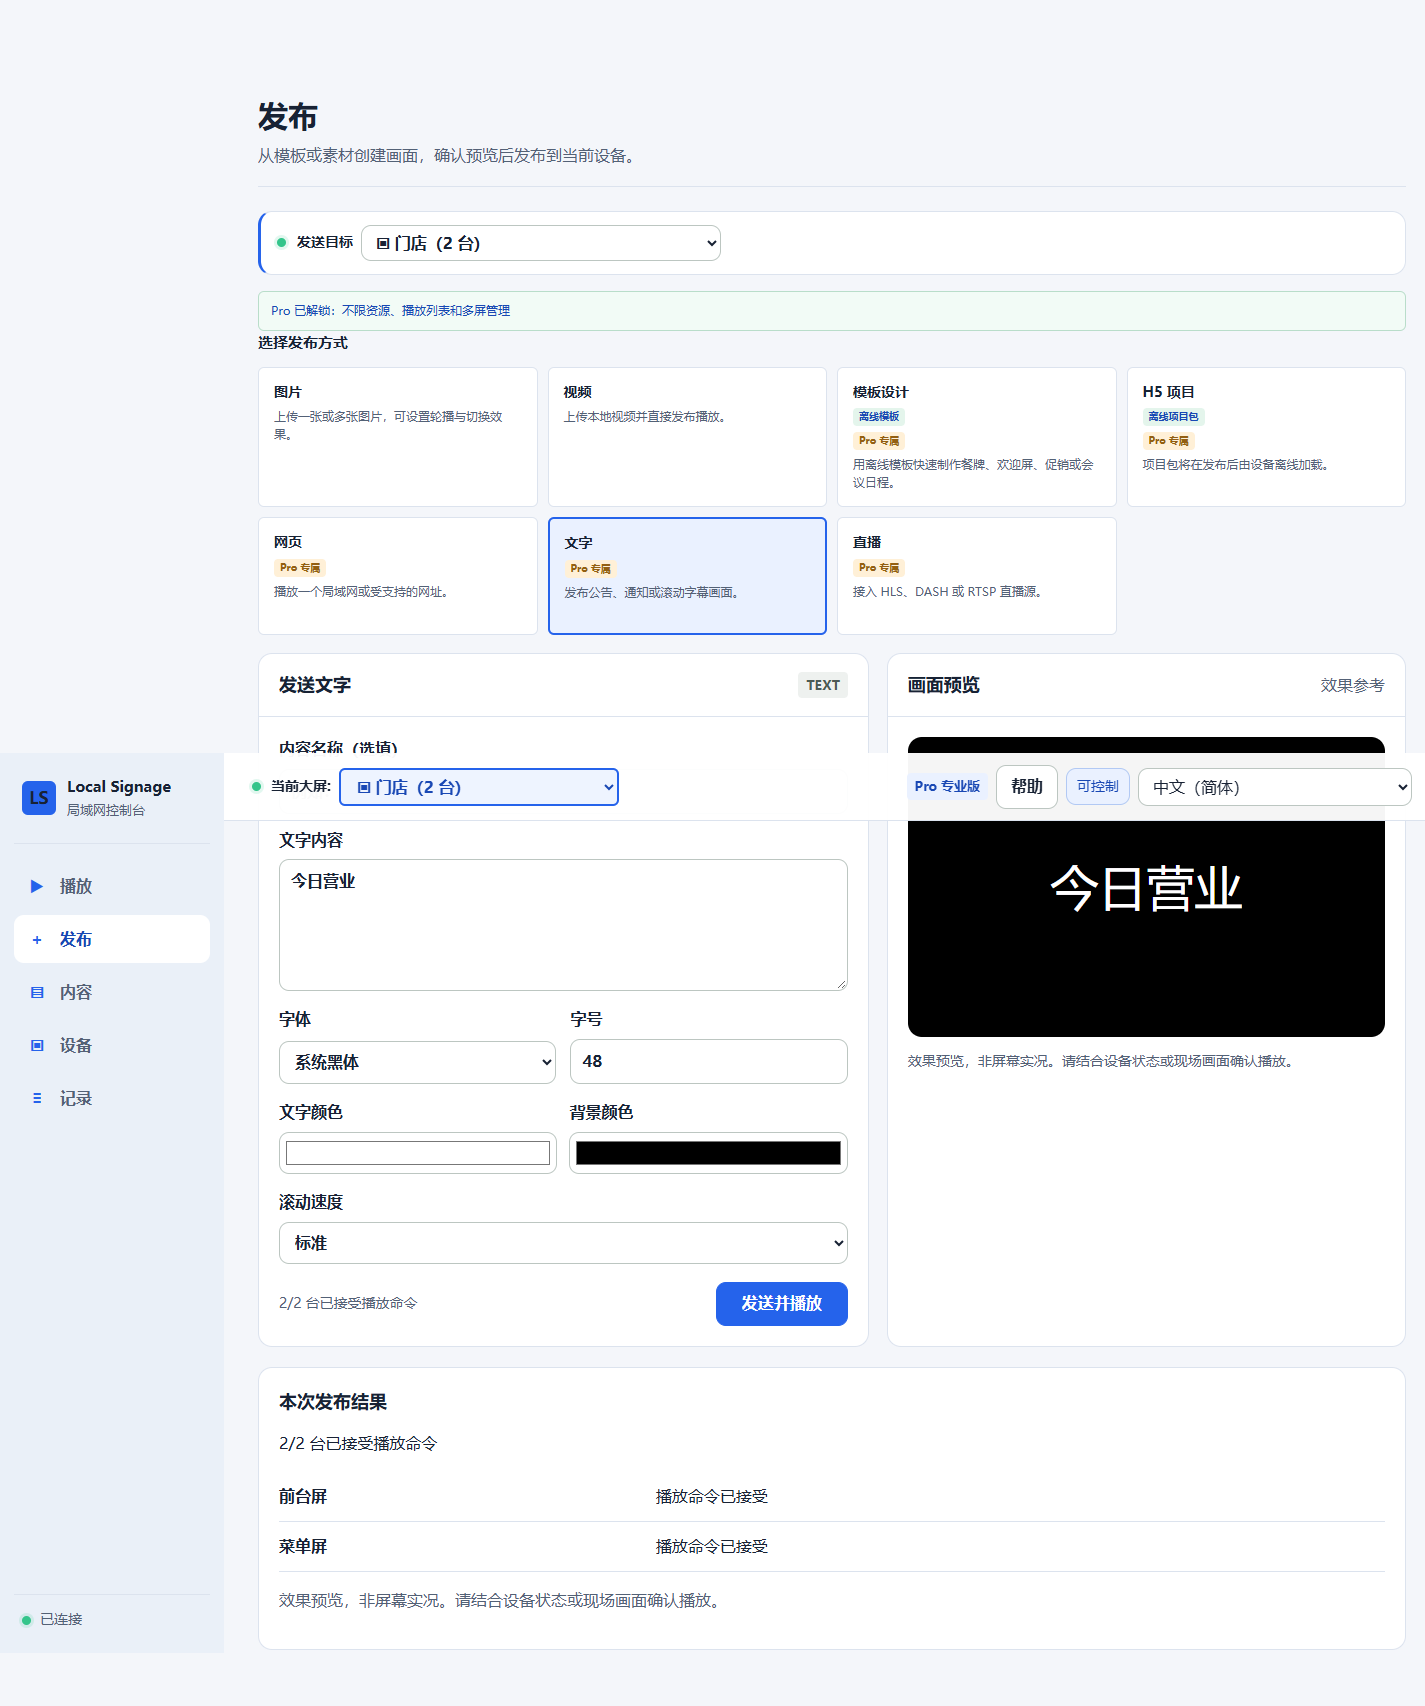 发布
从模板或素材创建画面，确认预览后发布到当前设备。
发送目标
门店（2 台）
Pro 已解锁：不限资源、播放列表和多屏管理
选择发布方式
图片
上传一张或多张图片，可设置轮播与切换效
果。
视频
上传本地视频并直接发布播放。
模板设计
离线模板
Pro 专属
用离线模板快速制作餐牌、欢迎屏、促销或会
议日程。
H5 项目
离线项目包
Pro 专属
项目包将在发布后由设备离线加载。
网页
Pro 专属
播放一个局域网或受支持的网址。
文字
Pro 专属
发布公告、通知或滚动字幕画面。
直播
Pro 专属
接入 HLS、DASH 或 RTSP 直播源。
发送文字
TEXT
画面预览
效果参考
内容名称（选填）
LS
Local Signage
局域网控制台
当前大屏:
门店（2 台）
Pro 专业版
帮助
可控制
中文（简体）
播放
发布
内容
设备
记录
已连接
文字内容
今日营业
今日营业
字体
字号
系统黑体
48
效果预览，非屏幕实况。请结合设备状态或现场画面确认播放。
文字颜色
背景颜色
滚动速度
标准
2/2 台已接受播放命令
发送并播放
本次发布结果
2/2 台已接受播放命令
前台屏
播放命令已接受
菜单屏
播放命令已接受
效果预览，非屏幕实况。请结合设备状态或现场画面确认播放。